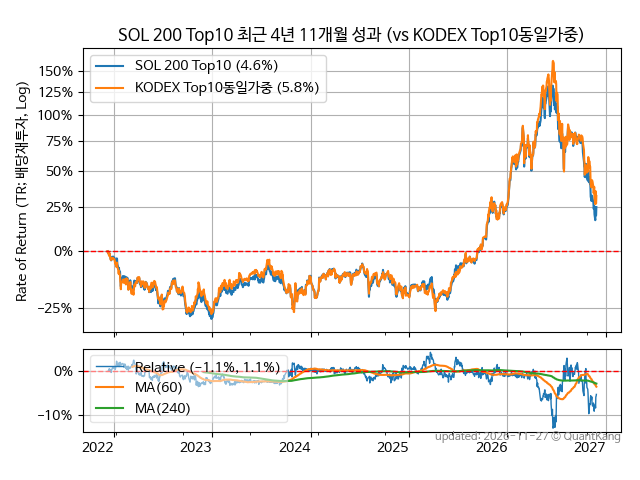 SOL 200 Top10 최근 4년 11개월 성과 (vs KODEX Top10동일가중)
Rate of Return (TR: 배당재투자, Log)
150%
125%
100%
75%
50%
25%
0%
−25%
SOL 200 Top10 (4.6%)
KODEX Top10동일가중 (5.8%)
0%
−10%
Relative (−1.1%, 1.1%)
MA(60)
MA(240)
updated: 2026-11-27 © QuantKang
2022 2023 2024 2025 2026 2027